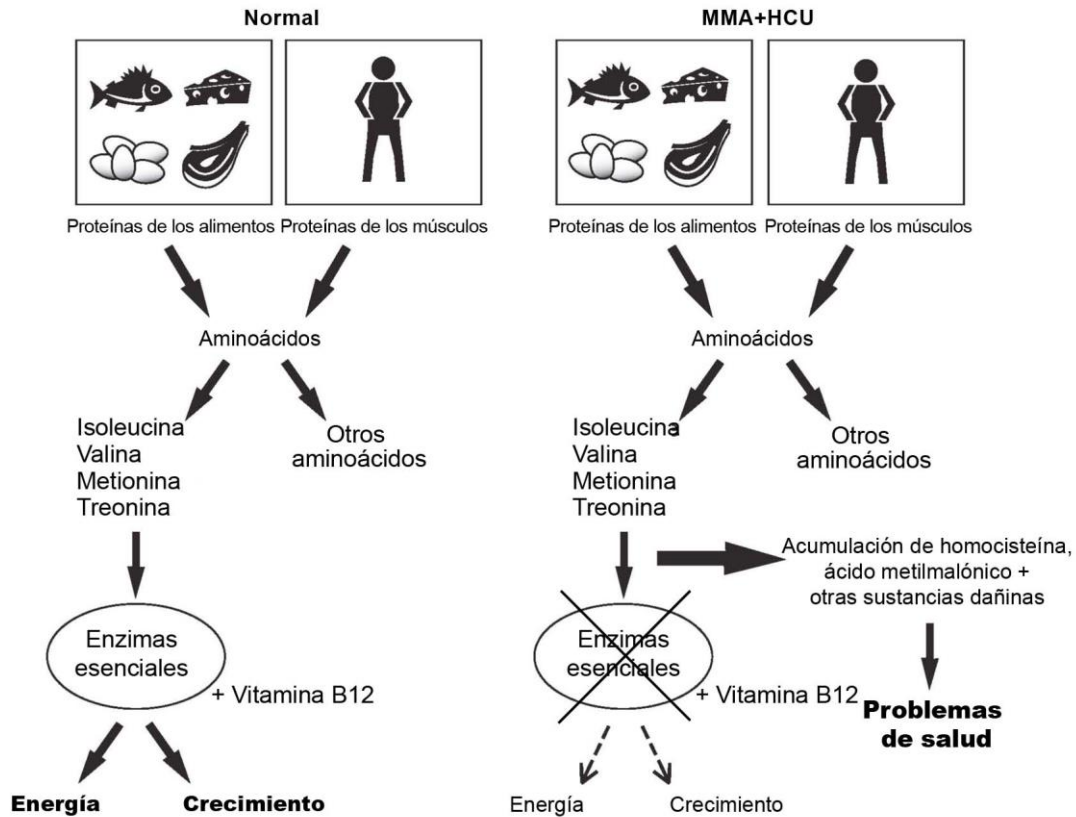 Normal
Proteínas de los alimentos
Proteínas de los músculos
Aminoácidos
Isoleucina
Valina
Metionina
Treonina
Otros
aminoácidos
Enzimas
esenciales
+ Vitamina B12
Energía
Crecimiento
MMA+HCU
Proteínas de los alimentos
Proteínas de los músculos
Aminoácidos
Isoleucina
Valina
Metionina
Treonina
Otros
aminoácidos
Acumulación de homocisteína,
ácido metilmalónico +
otras sustancias dañinas
Enzimas
esenciales
+ Vitamina B12
Problemas
de salud
Energía
Crecimiento